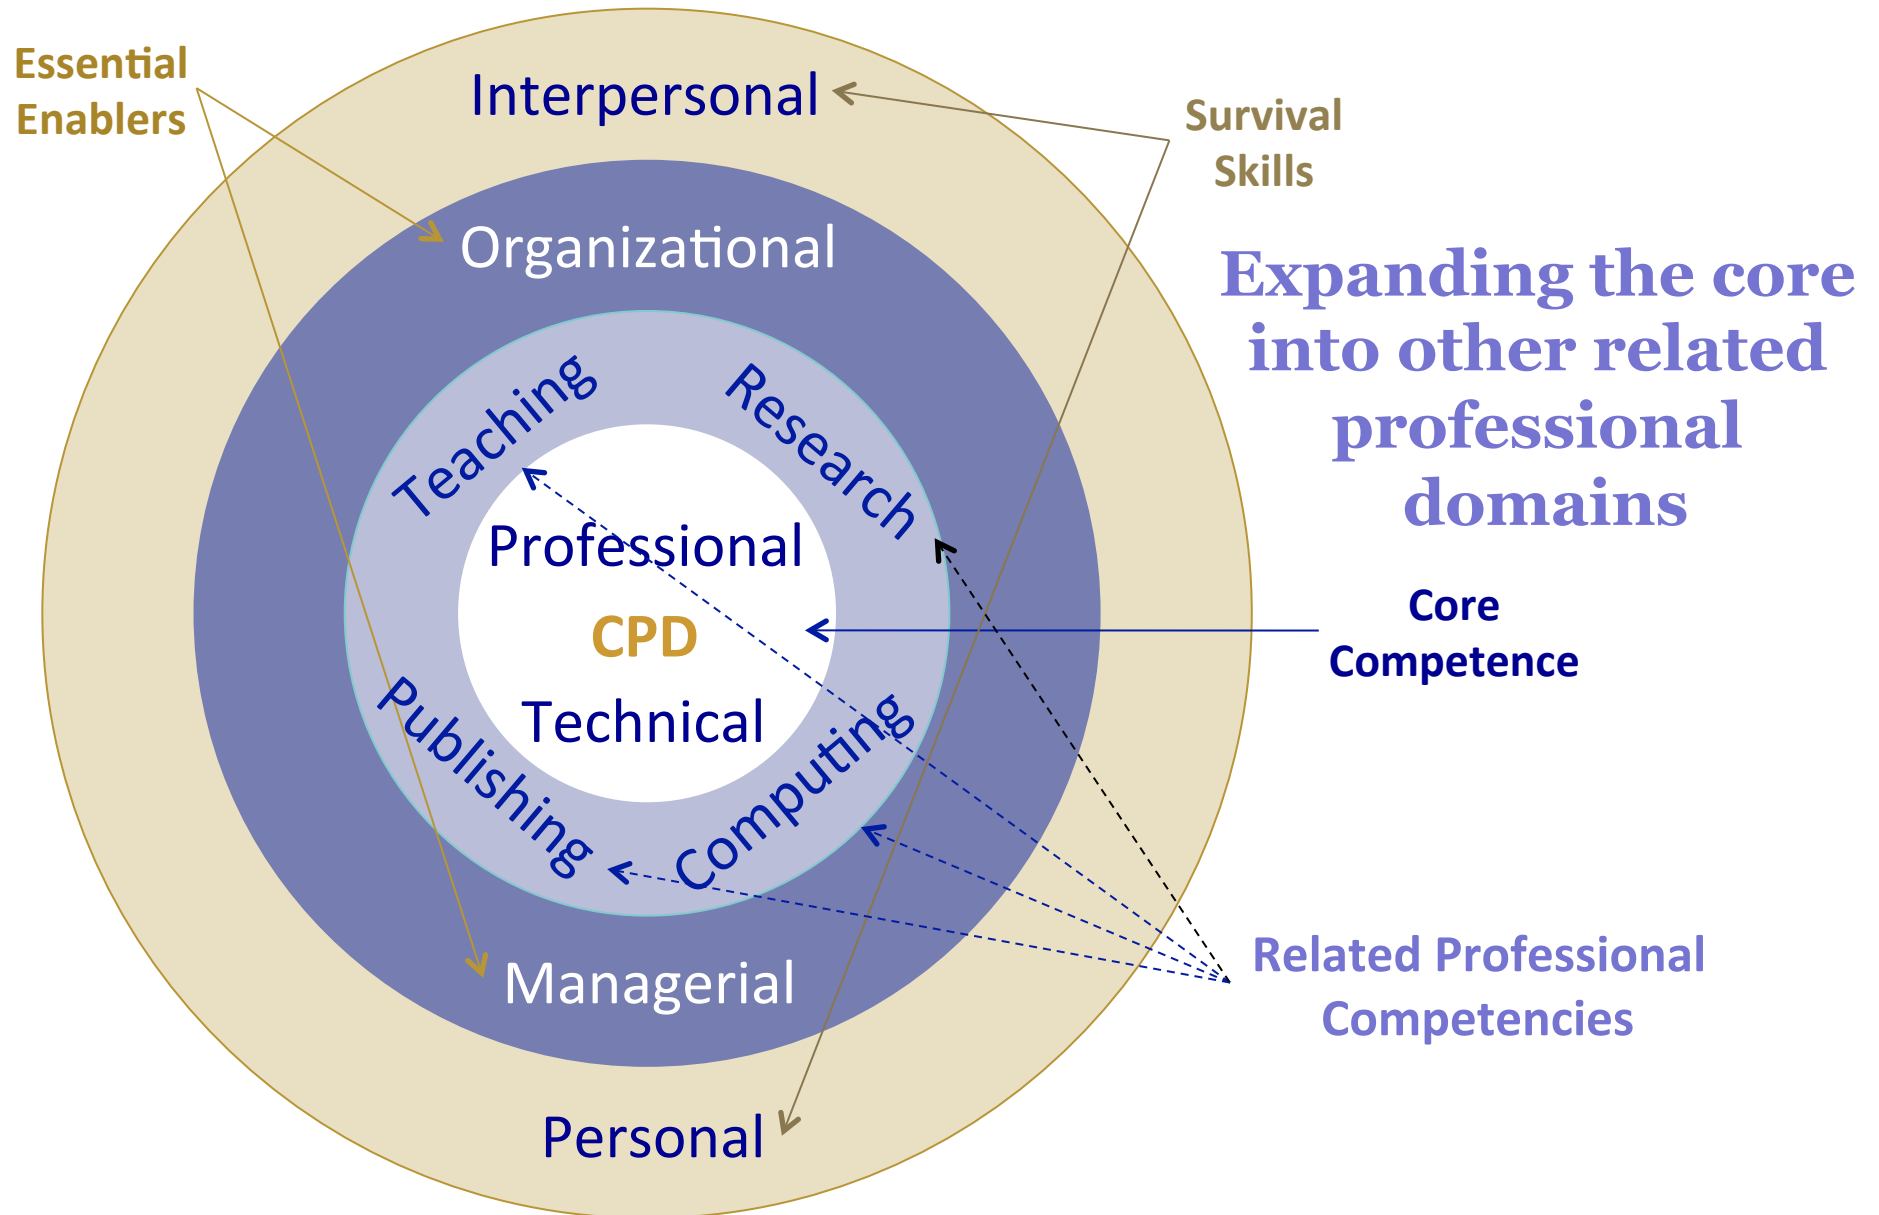 Essential
Enablers
Interpersonal
Survival
Skills
Organizational
Expanding the core
into other related
professional
domains
Teaching
Research
Professional
CPD
Technical
Core
Competence
Publishing
Computing
Managerial
Related Professional
Competencies
Personal